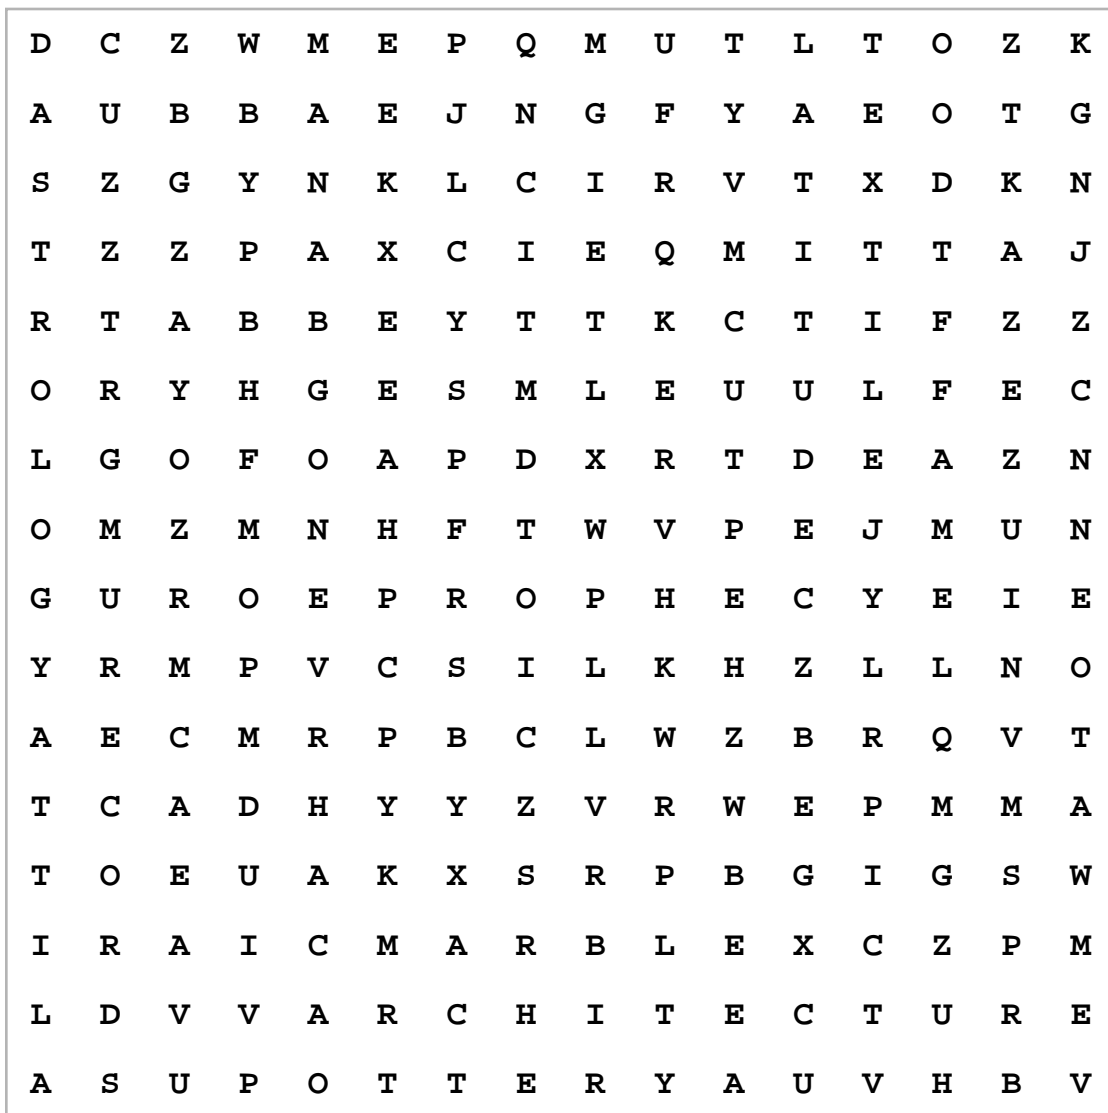 D C Z W M E P Q M U T L T O Z K
A U B B A E J N G F Y A E O T G
S Z G Y N K L C I R V T X D K N
T Z Z P A X C I E Q M I T T A J
R T A B B E Y T T K C T I F Z Z
O R Y H G E S M L E U U L F E C
L G O F O A P D X R T D E A Z N
O M Z M N H F T W V P E J M U N
G U R O E P R O P H E C Y E I E
Y R M P V C S I L K H Z L L N O
A E C M R P B C L W Z B R Q V T
T C A D H Y Y Z V R W E P M M A
T O E U A K X S R P B G I G S W
I R A I C M A R B L E X C Z P M
L D V V A R C H I T E C T U R E
A S U P O T T E R Y A U V H B V